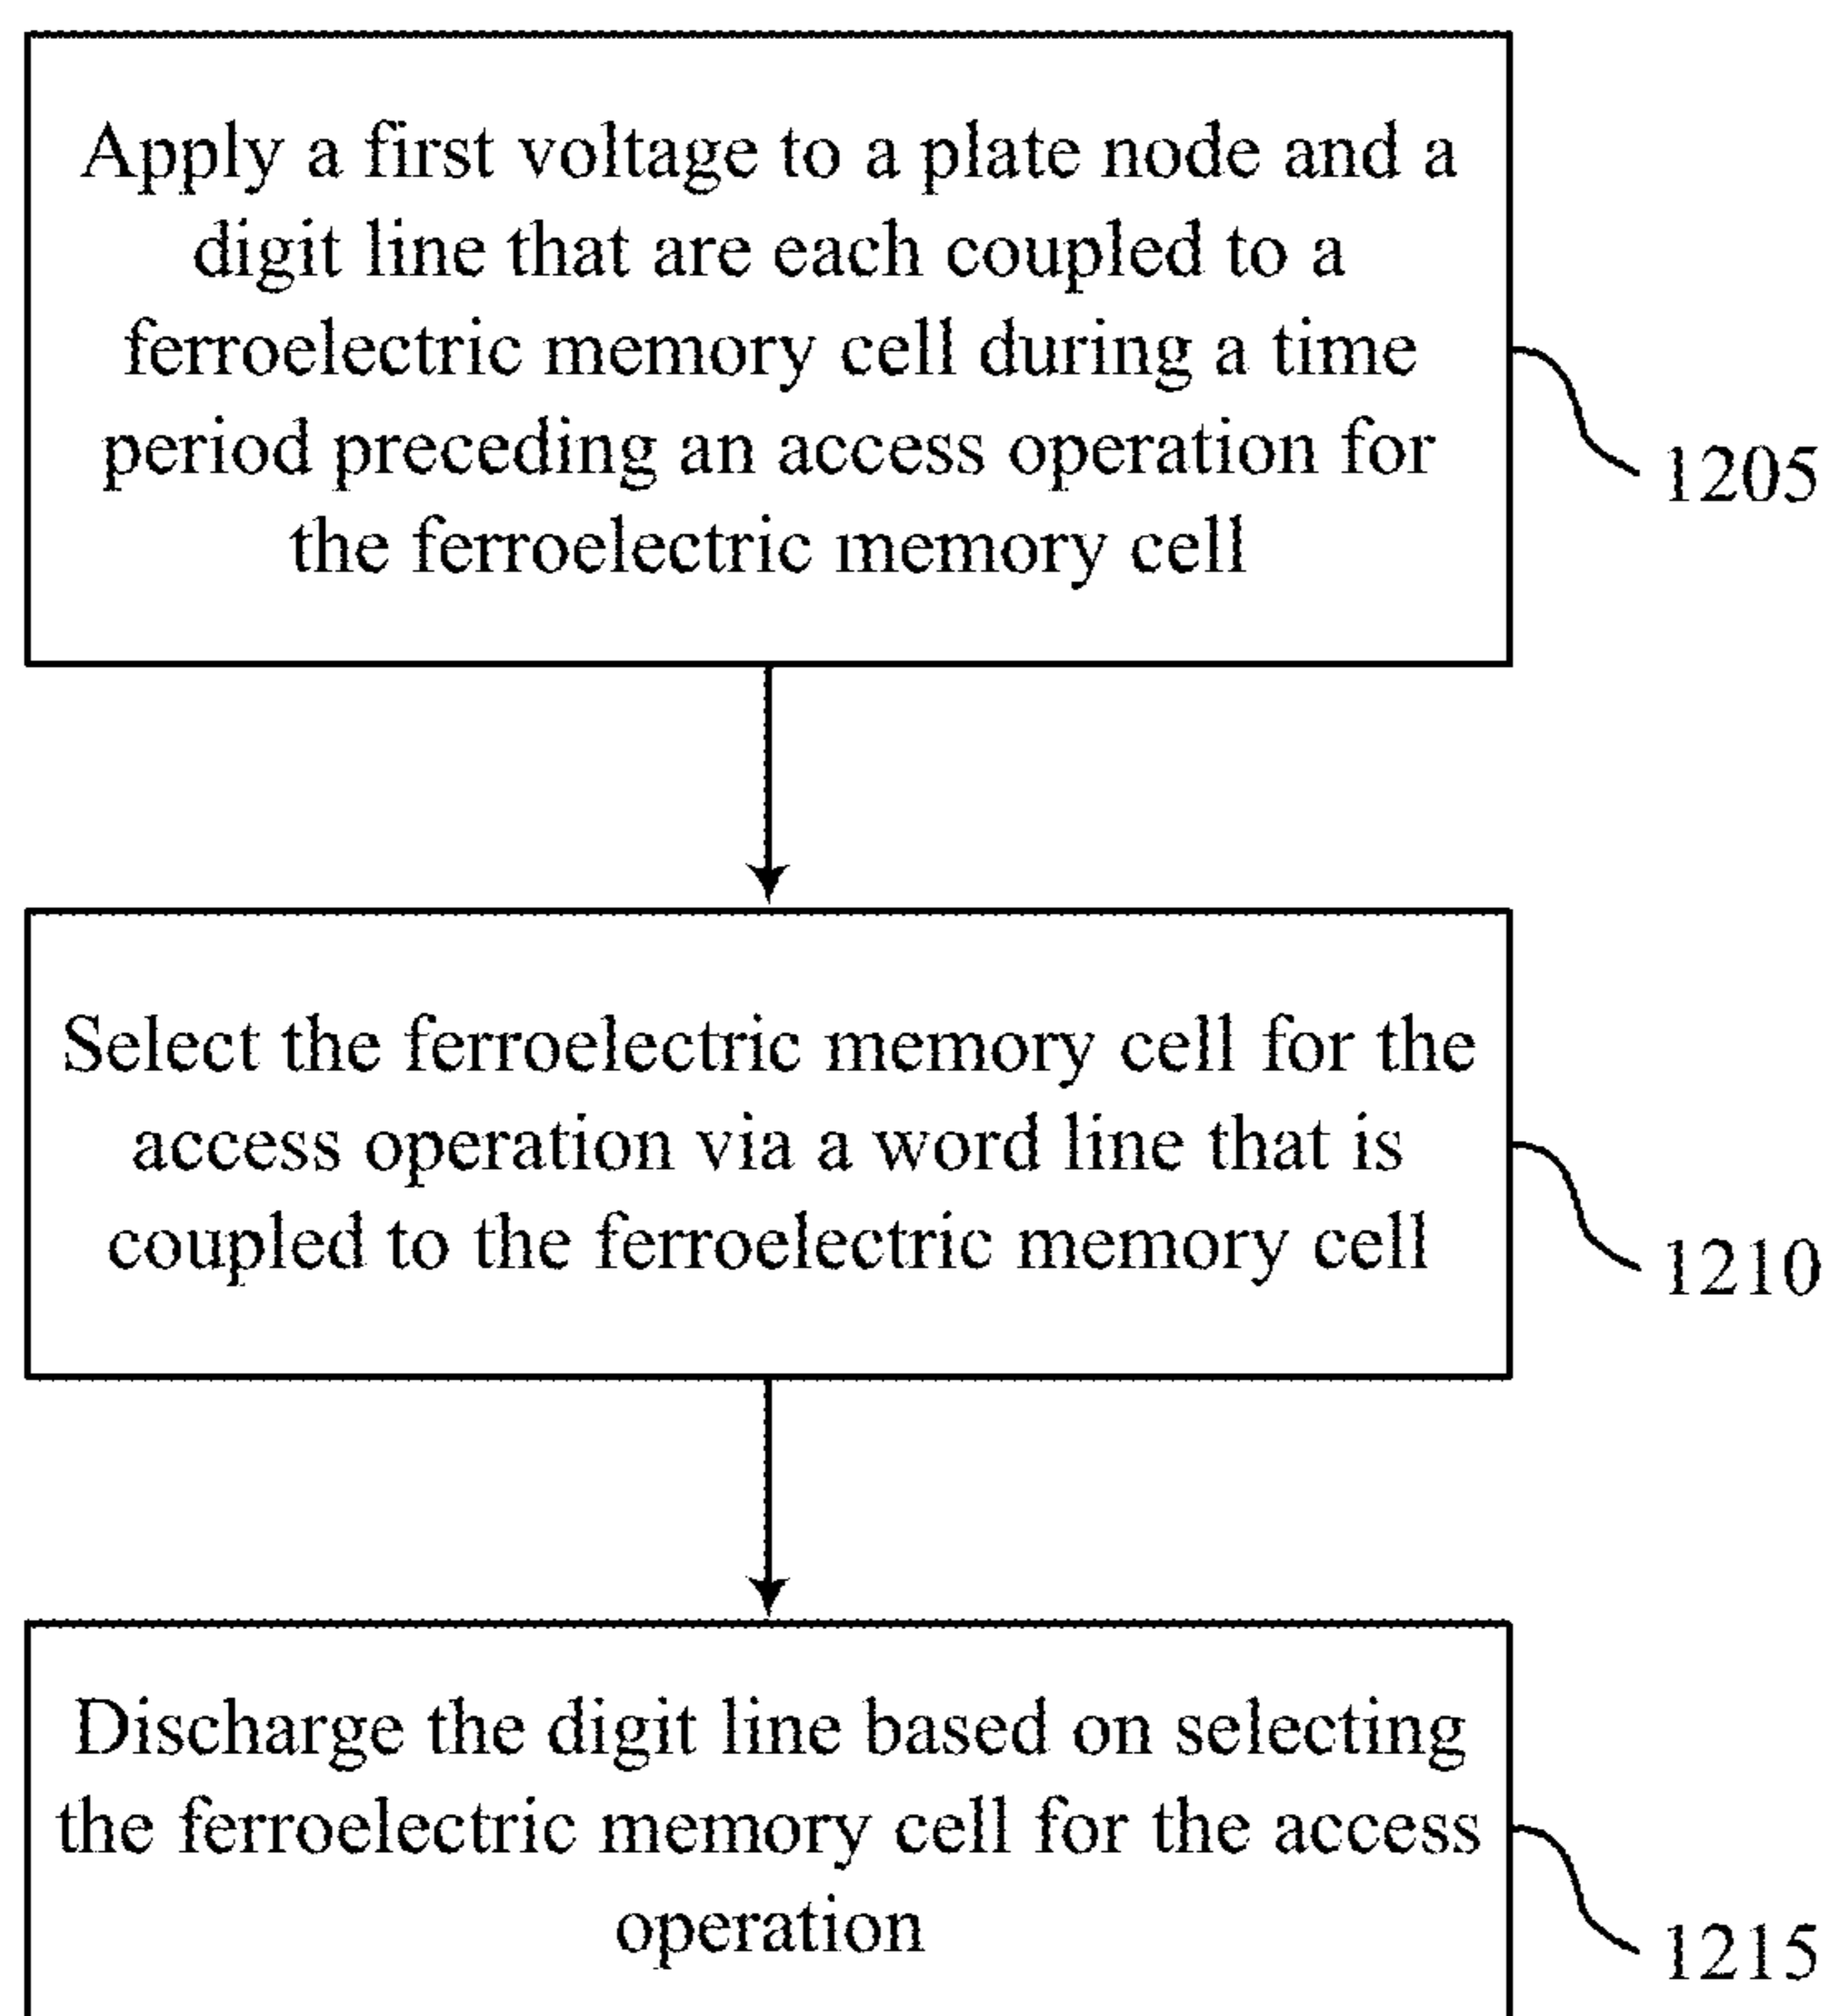 Apply a first voltage to a plate node and a
digit line that are each coupled to a
ferroelectric memory cell during a time
period preceding an access operation for
the ferroelectric memory cell
1205
Select the ferroelectric memory cell for the
access operation via a word line that is
coupled to the ferroelectric memory cell
1210
Discharge the digit line based on selecting
the ferroelectric memory cell for the access
operation
1215